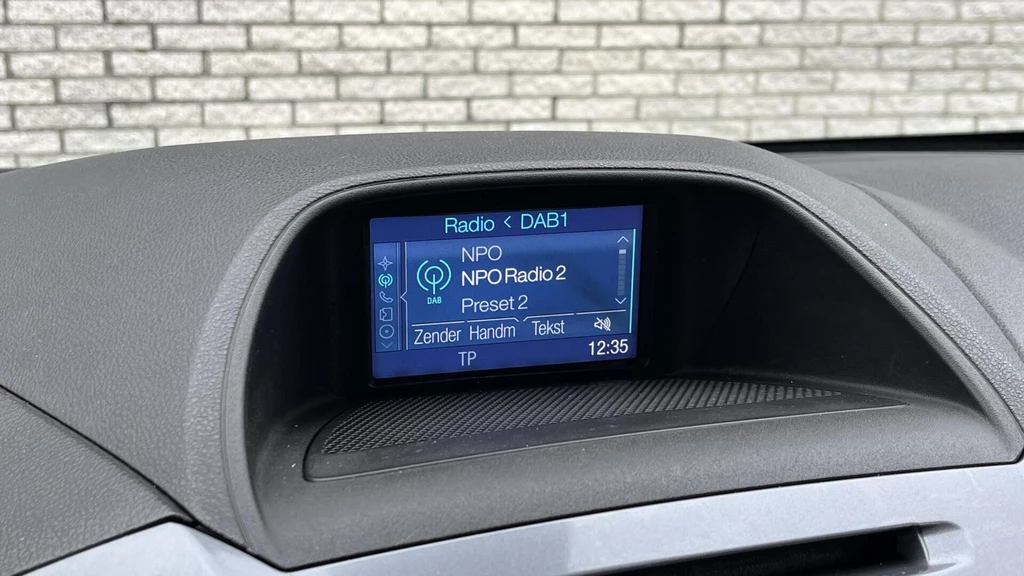 Radio < DAB1
NPO
NPO Radio 2
DAB
Preset 2
Zender Handm Tekst
TP 12:35